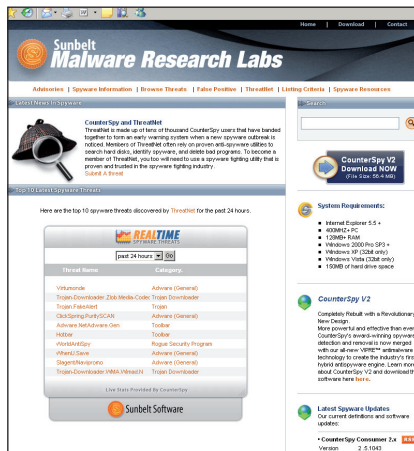 Home | Download | Contact
Sunbelt
Malware Research Labs
Advisories | Spyware Information | Browse Threats | False Positive | ThreatNet | Listing Criteria | Spyware Resources
Latest News in Spyware
CounterSpy and ThreatNet
ThreatNet is made up of tens of thousand CounterSpy users that have banded
together to form an early warning system when a new spyware outbreak is
noticed. Members of ThreatNet often rely on proven anti-spyware utilities to
search hard disks, identify spyware, and delete bad programs. To become a
member of ThreatNet, you too will need to use a spyware fighting utility that is
proven and trusted in the spyware fighting industry.
Submit A threat
Top 10 Latest Spyware Threats
Here are the top 10 spyware threats discovered by ThreatNet for the past 24 hours.
REALTIME
SPYWARE THREATS
past 24 hours Go
Threat Name Category
Virtumonde Adware (General)
Trojan-Downloader.Zlob.Media-Codec Trojan Downloader
Trojan.FakeAlert Trojan
ClickSpring.PuritySCAN Adware (General)
Adware.NetAdware.Gen Toolbar
Hotbar Toolbar
WorldAntiSpy Rogue Security Program
WhenU.Save Adware (General)
Slagent/Navipromo Adware (General)
Trojan-Downloader.WMA.Wimad.N Trojan Downloader
Live Stats Provided By CounterSpy
Sunbelt Software
Search
CounterSpy V2
Download NOW
(File Size: 56.4 MB)
System Requirements:
Internet Explorer 5.5 +
400MHZ+ PC
128MB+ RAM
Windows 2000 Pro SP3 +
Windows XP (32bit only)
Windows Vista (32bit only)
150MB of hard drive space
CounterSpy V2
Completely Rebuilt with a Revolutionary
New Design.
More powerful and effective than ever
CounterSpy's award-winning spyware
detection and removal is now merged
with our all-new VIPRE™ antimalware
technology to create the industry's first
hybrid antispyware engine. Learn more
about CounterSpy V2 and download the
software here here.
Latest Spyware Updates
Our current definitions and software
updates:
• CounterSpy Consumer 2.x
Version 2.5.1043